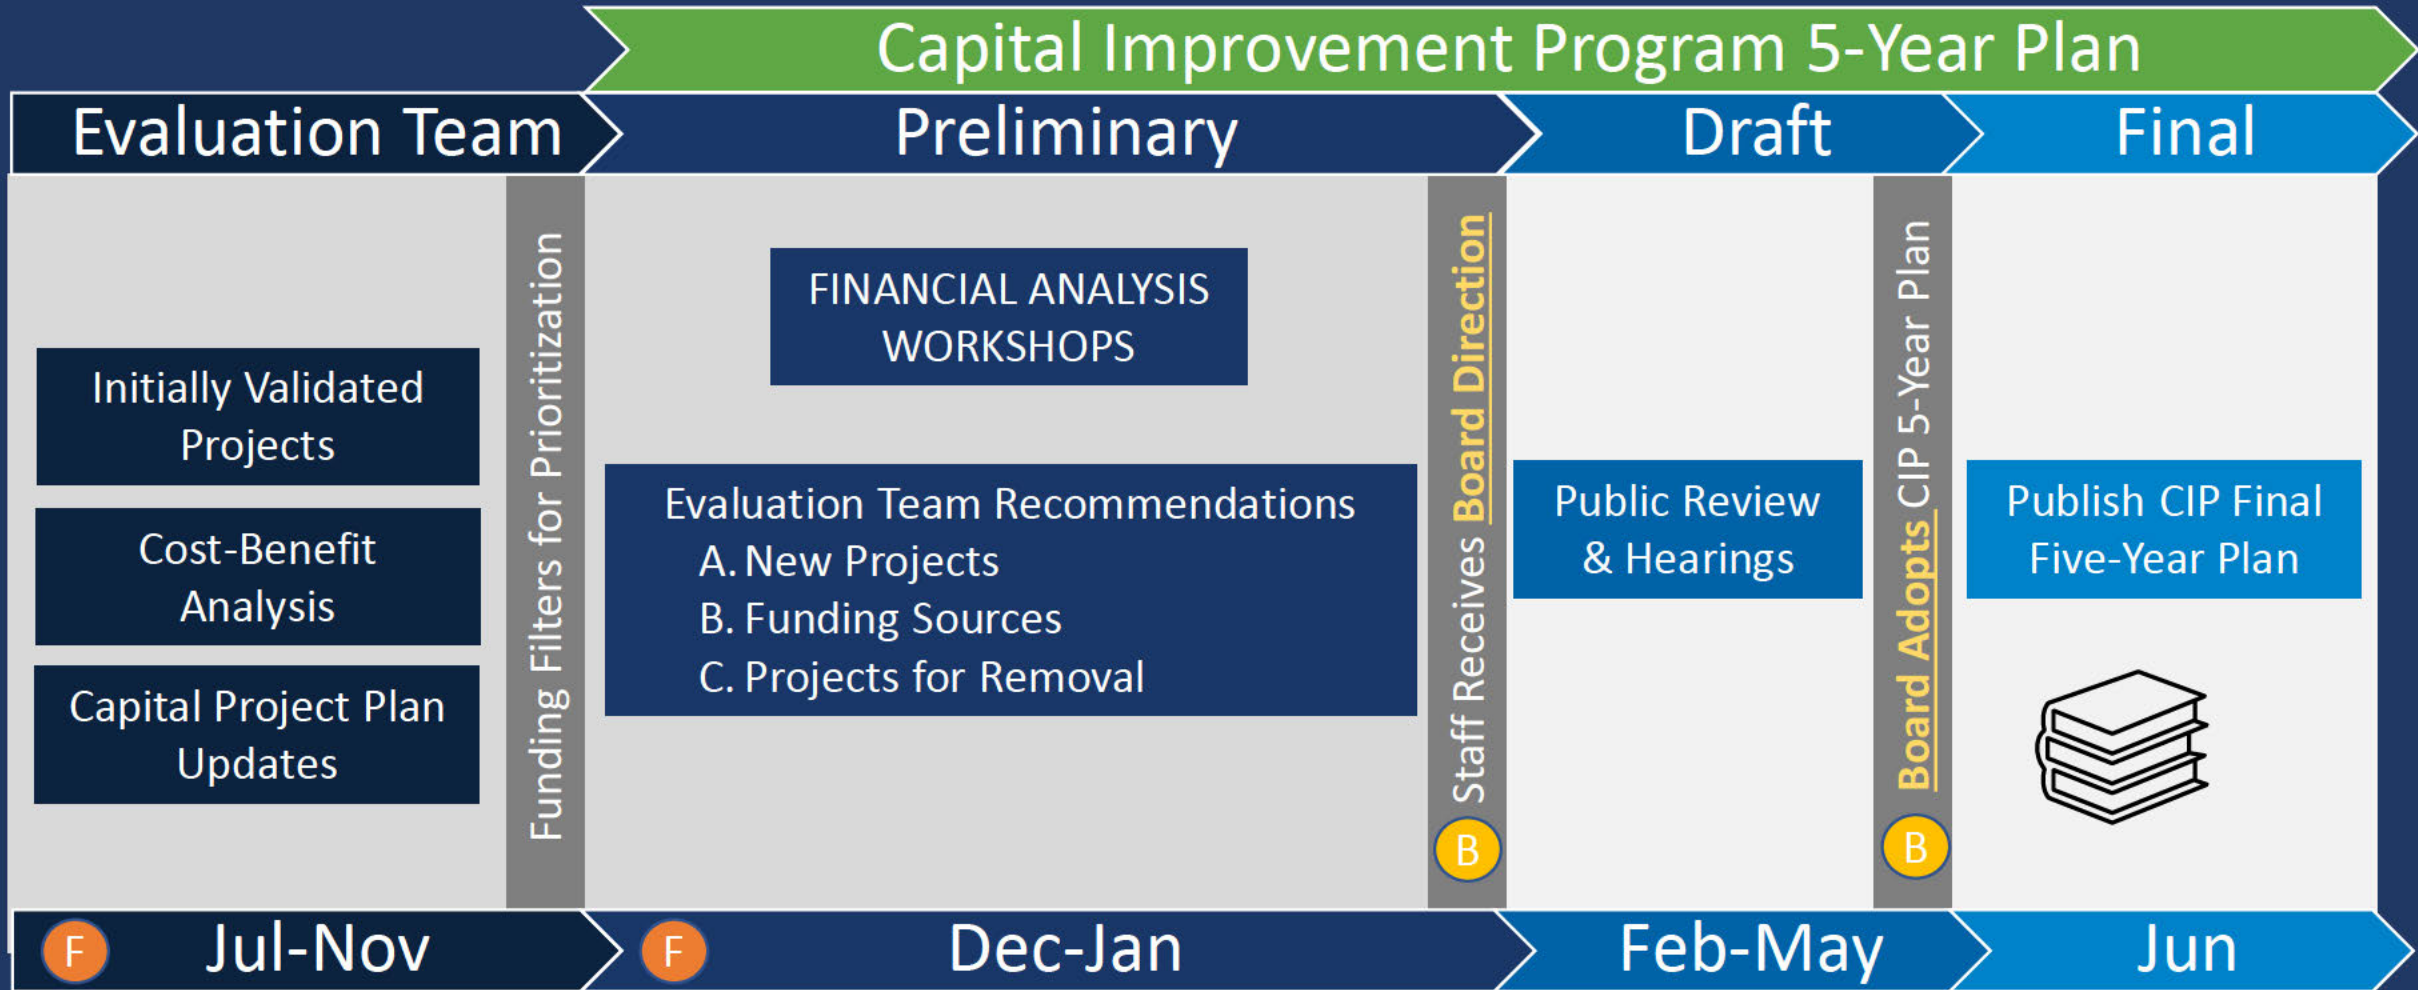 Capital Improvement Program 5-Year Plan
Evaluation Team
Preliminary
Draft
Final
Initially Validated
Projects
Cost-Benefit
Analysis
Capital Project Plan
Updates
Funding Filters for Prioritization
FINANCIAL ANALYSIS
WORKSHOPS
Evaluation Team Recommendations
A. New Projects
B. Funding Sources
C. Projects for Removal
Staff Receives Board Direction
B
Public Review
& Hearings
Board Adopts CIP 5-Year Plan
B
Publish CIP Final
Five-Year Plan
F
Jul-Nov
F
Dec-Jan
Feb-May
Jun